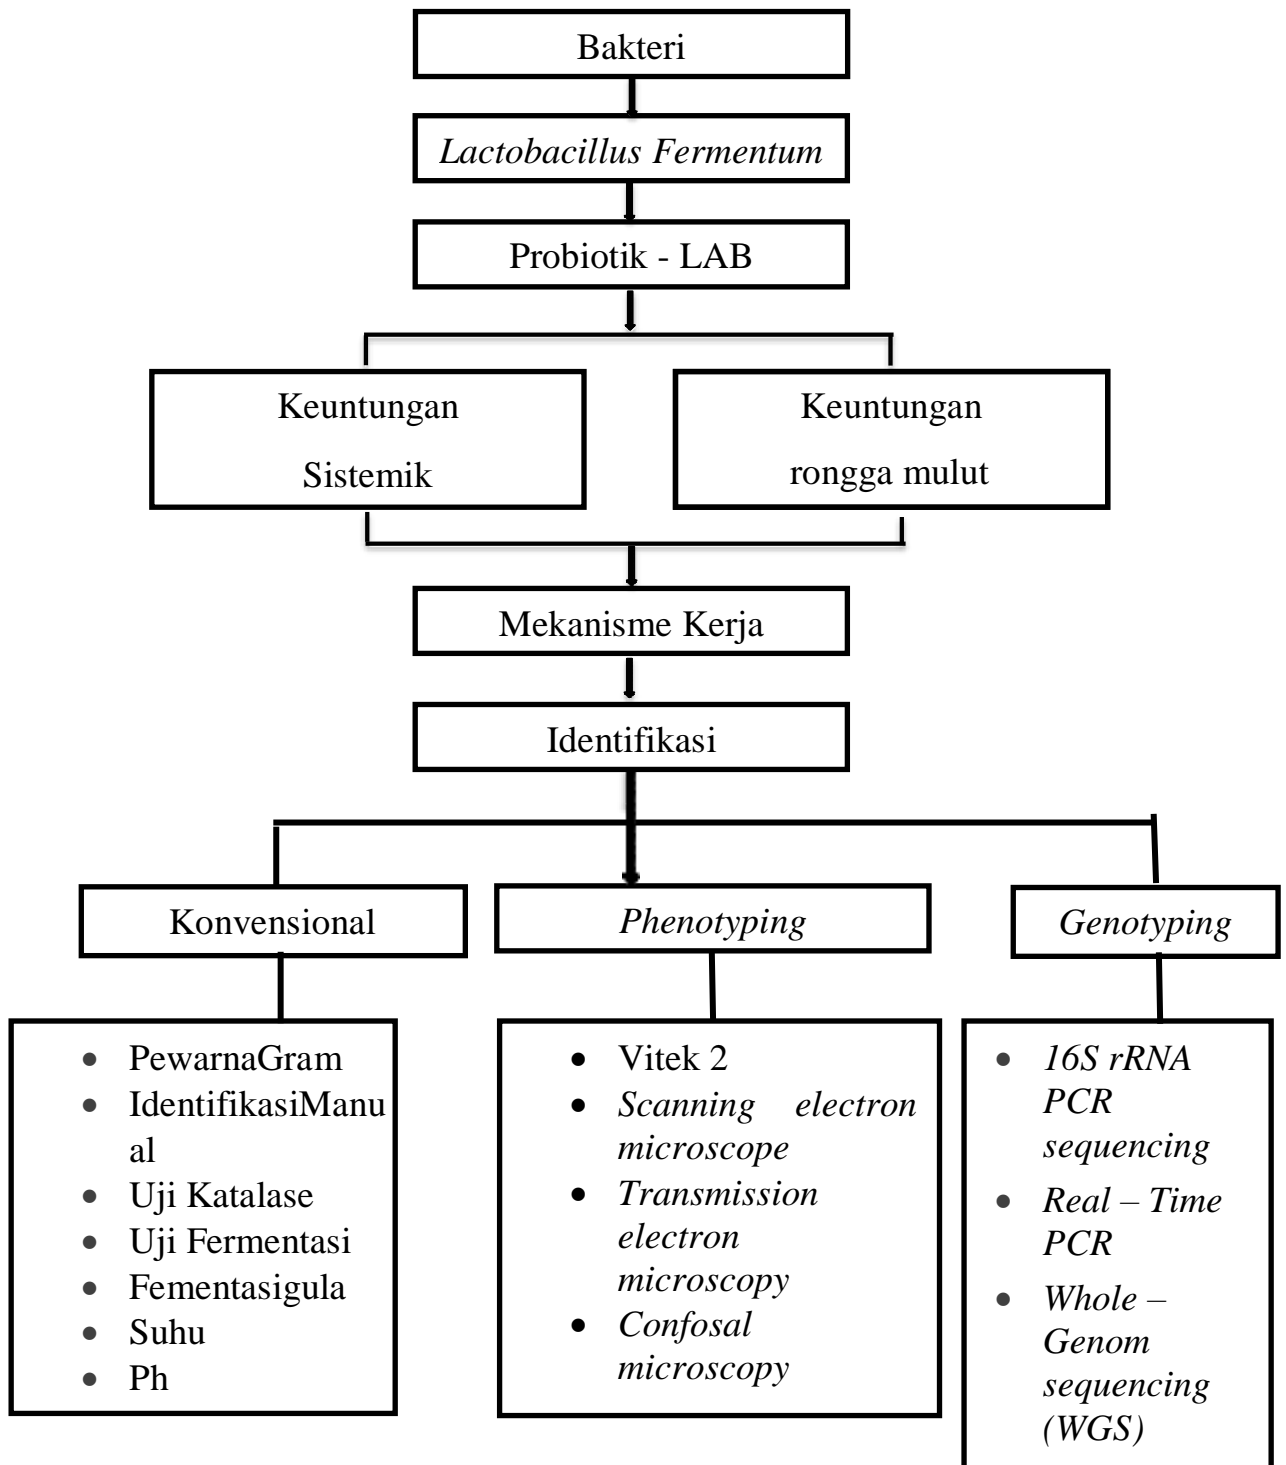 Bakteri
Lactobacillus Fermentum
Probiotik - LAB
Keuntungan
Sistemik
Keuntungan
rongga mulut
Mekanisme Kerja
Identifikasi
Konvensional
Phenotyping
Genotyping
• PewarnaGram
• IdentifikasiManu
al
• Uji Katalase
• Uji Fermentasi
• Fementasigula
• Suhu
• Ph
• Vitek 2
• Scanning electron
microscope
• Transmission
electron
microscopy
• Confosal
microscopy
• 16S rRNA
PCR
sequencing
• Real – Time
PCR
• Whole –
Genom
sequencing
(WGS)